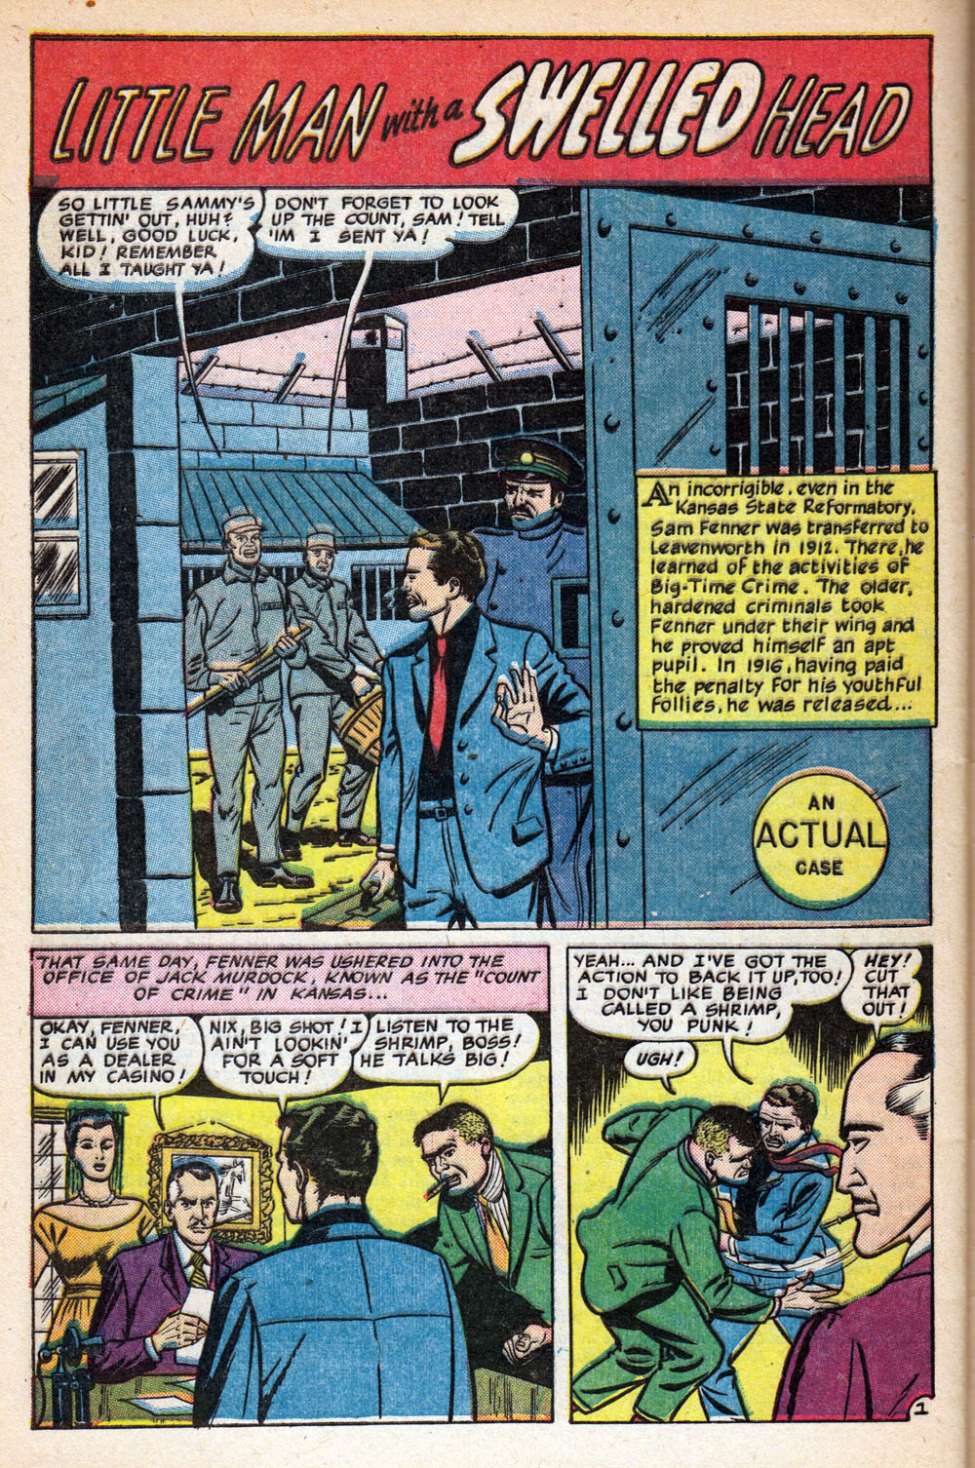 LITTLE MAN with a SWELLED HEAD
SO LITTLE SAMMY'S
GETTIN' OUT, HUH?
WELL, GOOD LUCK,
KID! REMEMBER
ALL I TAUGHT YA!
DON'T FORGET TO LOOK
UP THE COUNT, SAM! TELL
'IM I SENT YA!
An incorrigible, even in the
Kansas State Reformatory,
Sam Fenner was transferred to
Leavenworth in 1912. There, he
learned of the activities of
Big-Time Crime. The older,
hardened criminals took
Fenner under their wing and
he proved himself an apt
pupil. In 1916, having paid
the penalty for his youthful
follies, he was released...
AN
ACTUAL
CASE
THAT SAME DAY, FENNER WAS USHERED INTO THE
OFFICE OF JACK MURDOCK, KNOWN AS THE "COUNT
OF CRIME" IN KANSAS...
OKAY, FENNER,
I CAN USE YOU
AS A DEALER
IN MY CASINO!
NIX, BIG SHOT! I
AIN'T LOOKIN'
FOR A SOFT
TOUCH!
LISTEN TO THE
SHRIMP, BOSS!
HE TALKS BIG!
YEAH... AND I'VE GOT THE
ACTION TO BACK IT UP, TOO!
I DON'T LIKE BEING
CALLED A SHRIMP,
YOU PUNK!
UGH!
HEY!
CUT
THAT
OUT!
1